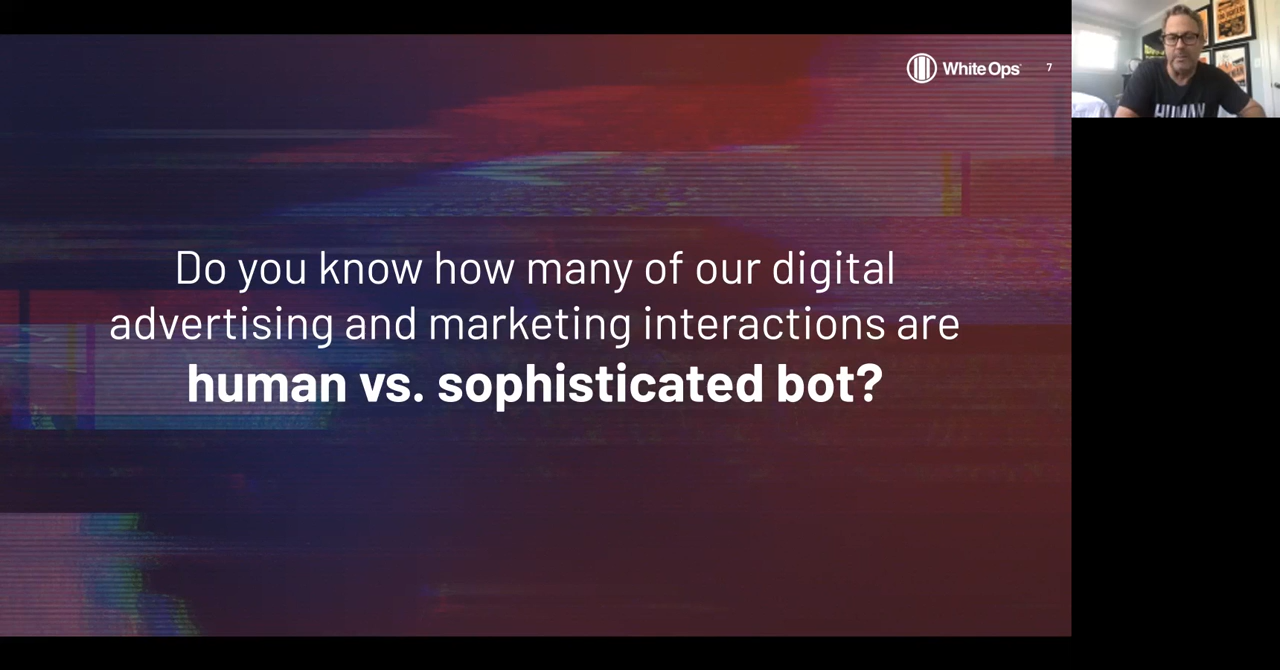 White Ops
7
Do you know how many of our digital
advertising and marketing interactions are
human vs. sophisticated bot?
HUMAN